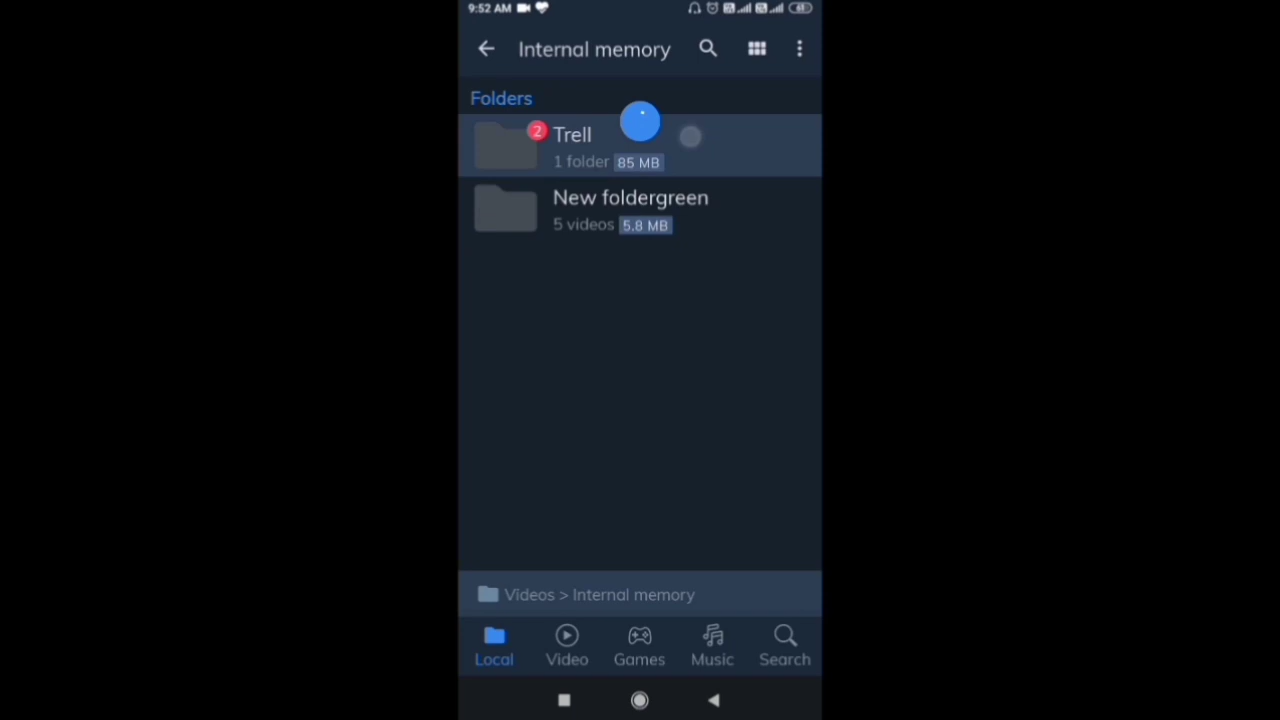 9:52 AM
Internal memory
Folders
2
Trell
1 folder 85 MB
New foldergreen
5 videos 5.8 MB
Videos > Internal memory
Local Video Games Music Search